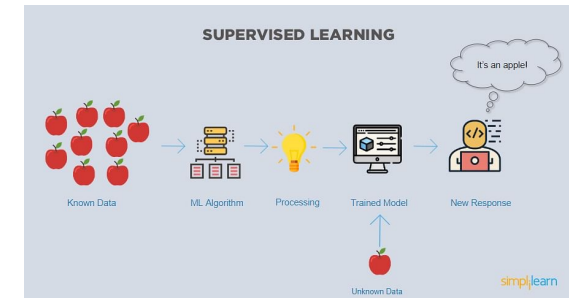 SUPERVISED LEARNING
It's an apple!
Known Data
ML Algorithm
Processing
Trained Model
New Response
Unknown Data
simplilearn